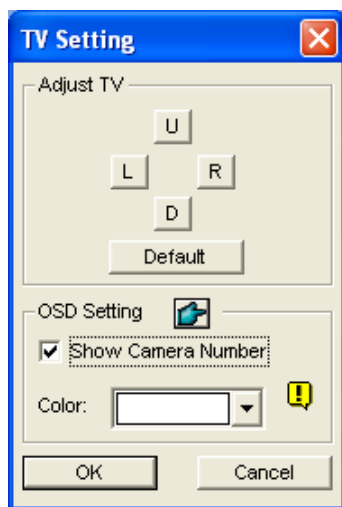 TV Setting
Adjust TV
U
L R
D
Default
OSD Setting
Show Camera Number
Color:
OK Cancel